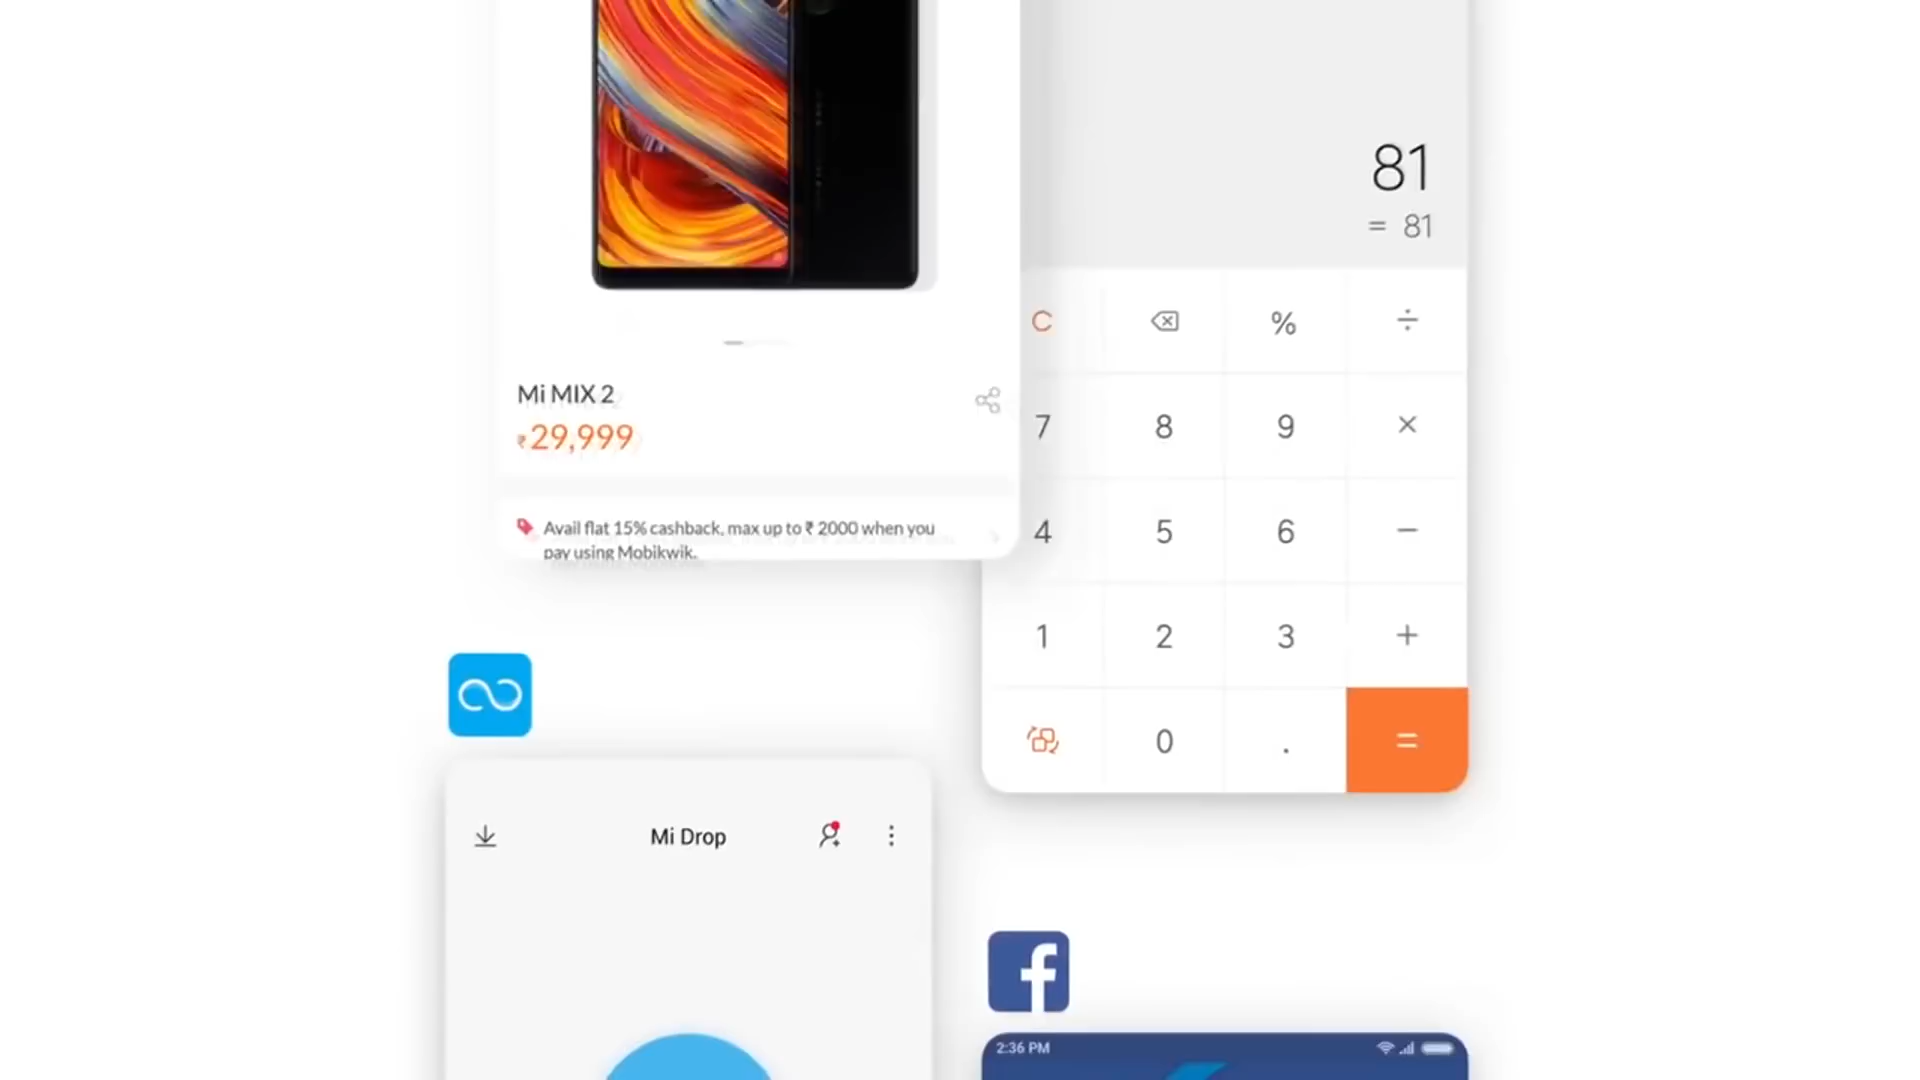 Mi MIX 2
₹29,999
Avail flat 15% cashback, max up to ₹ 2000 when you
pay using Mobikwik.
81
= 81
C % ÷
7 8 9 ×
4 5 6 −
1 2 3 +
0 . =
Mi Drop
f
2:36 PM